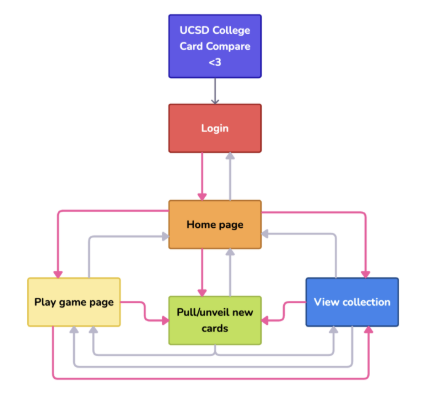 UCSD College
Card Compare
<3
Login
Home page
Play game page
Pull/unveil new
cards
View collection